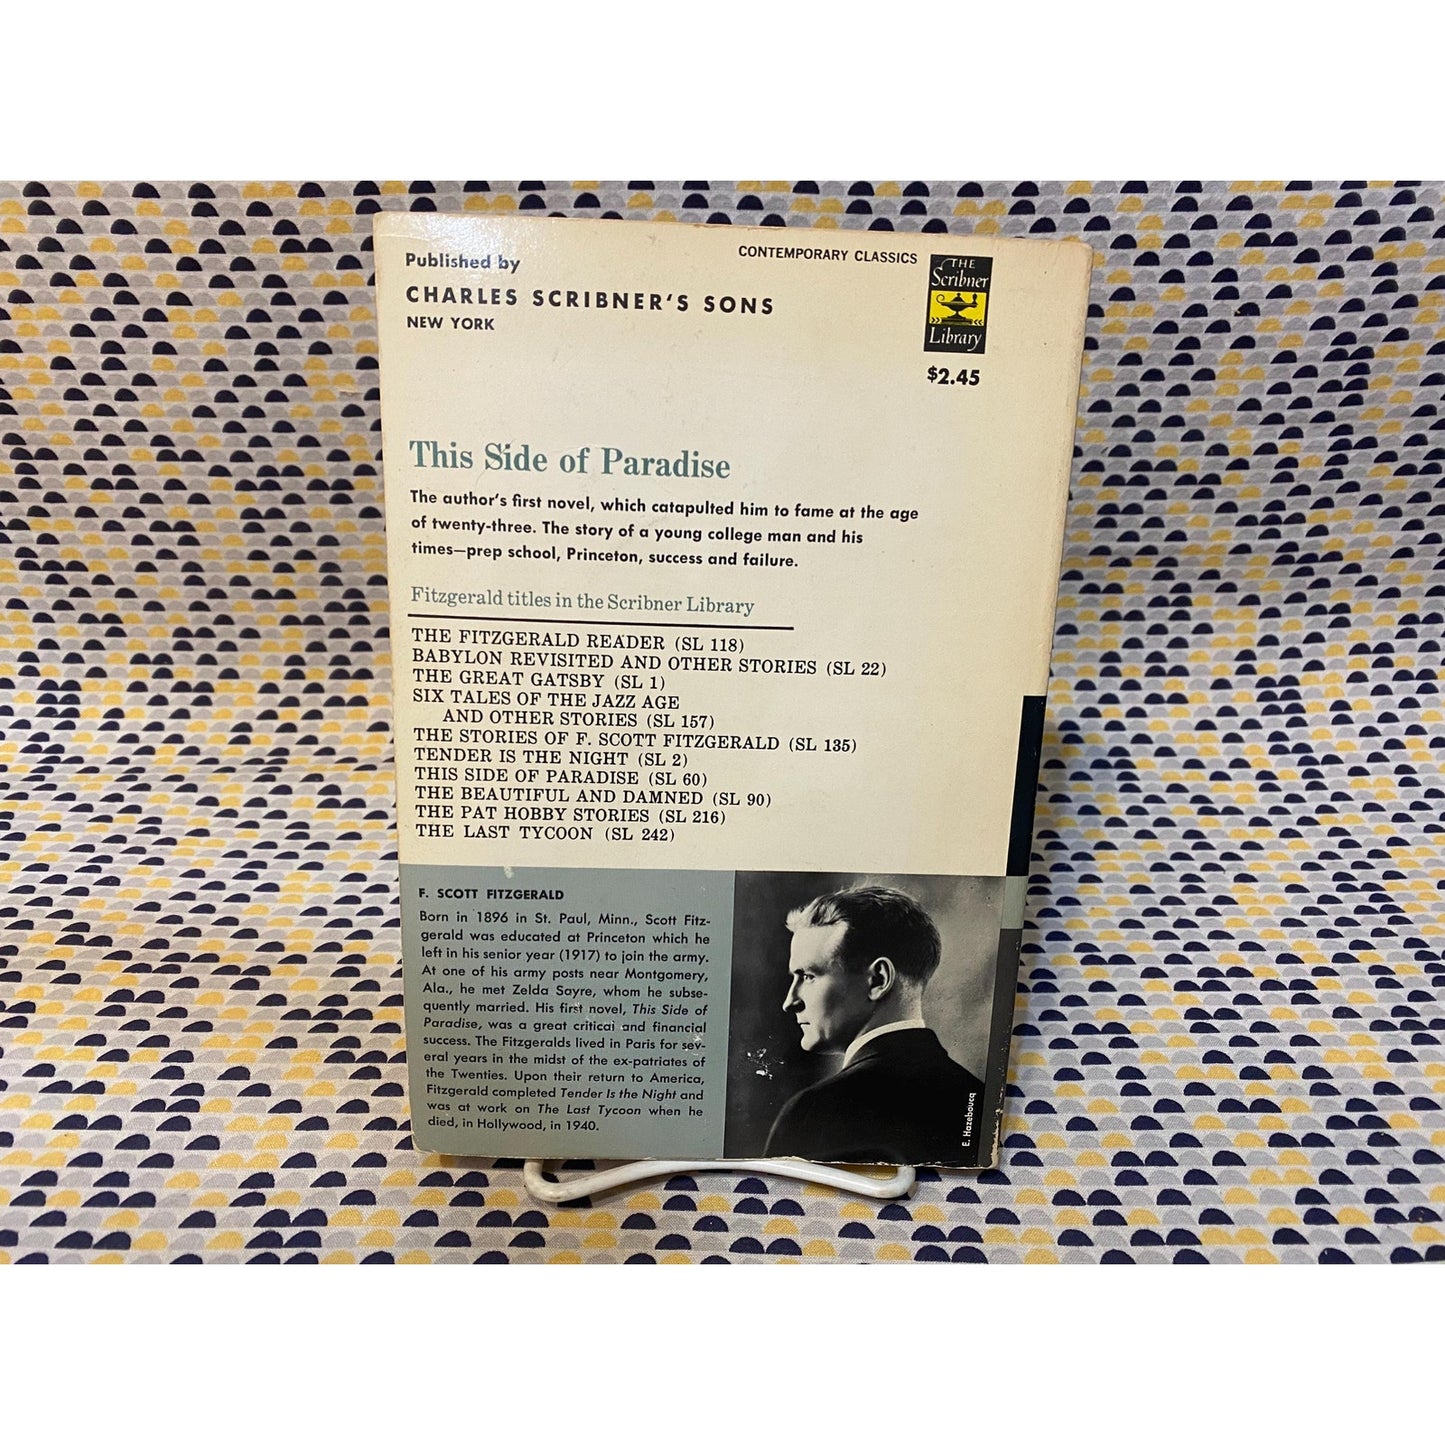 Published by
CHARLES SCRIBNER'S SONS
NEW YORK
CONTEMPORARY CLASSICS
THE
Scribner
Library
$2.45
This Side of Paradise
The author's first novel, which catapulted him to fame at the age
of twenty-three. The story of a young college man and his
times—prep school, Princeton, success and failure.
Fitzgerald titles in the Scribner Library
THE FITZGERALD READER (SL 118)
BABYLON REVISITED AND OTHER STORIES (SL 22)
THE GREAT GATSBY (SL 1)
SIX TALES OF THE JAZZ AGE
AND OTHER STORIES (SL 157)
THE STORIES OF F. SCOTT FITZGERALD (SL 135)
TENDER IS THE NIGHT (SL 2)
THIS SIDE OF PARADISE (SL 60)
THE BEAUTIFUL AND DAMNED (SL 90)
THE PAT HOBBY STORIES (SL 216)
THE LAST TYCOON (SL 242)
F. SCOTT FITZGERALD
Born in 1896 in St. Paul, Minn., Scott Fitz-
gerald was educated at Princeton which he
left in his senior year (1917) to join the army.
At one of his army posts near Montgomery,
Ala., he met Zelda Sayre, whom he subse-
quently married. His first novel, This Side of
Paradise, was a great critical and financial
success. The Fitzgeralds lived in Paris for sev-
eral years in the midst of the ex-patriates of
the Twenties. Upon their return to America,
Fitzgerald completed Tender Is the Night and
was at work on The Last Tycoon when he
died, in Hollywood, in 1940.
E. Hazeboucq